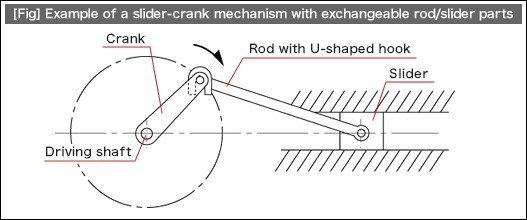 [Fig] Example of a slider-crank mechanism with exchangeable rod/slider parts
Crank
Rod with U-shaped hook
Slider
Driving shaft